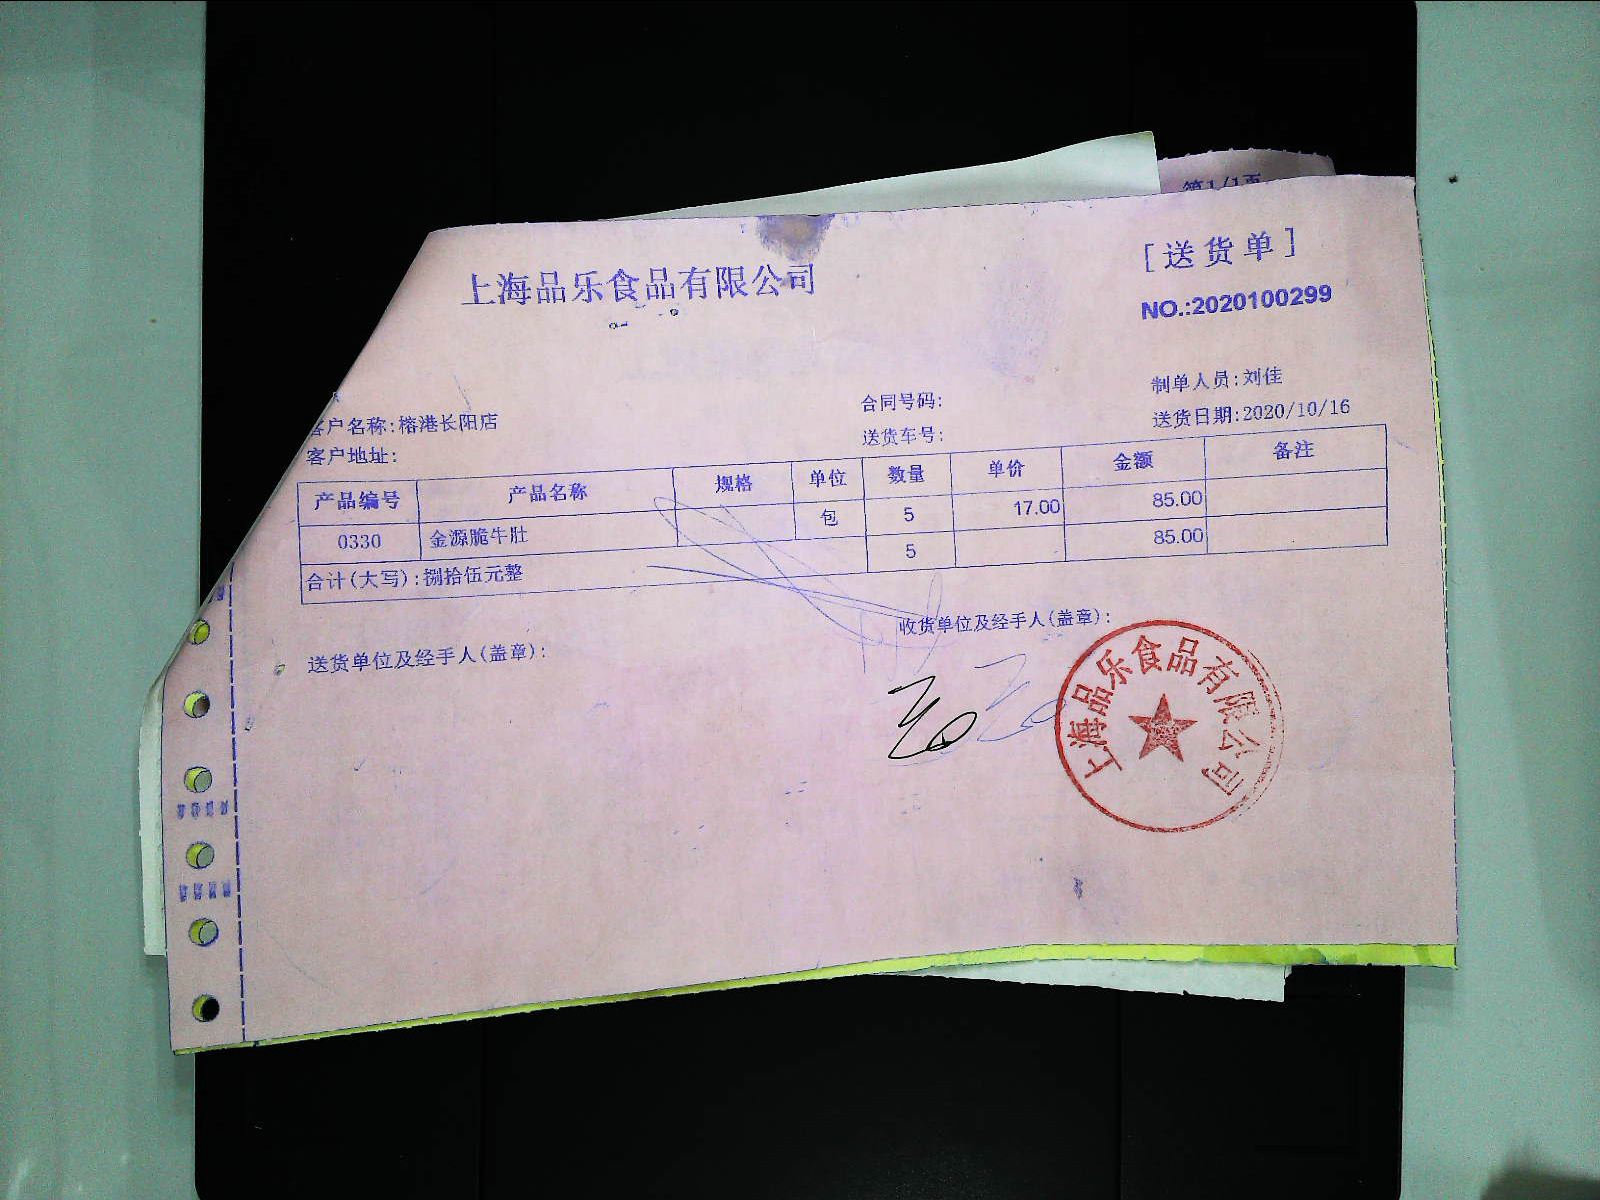 第1/1页
[送货单]
上海品乐食品有限公司
NO.:2020100299
制单人员:刘佳
客户名称:榕港长阳店
合同号码:
送货日期:2020/10/16
客户地址:
送货车号:
产品编号 产品名称 规格 单位 数量 单价 金额 备注
0330 金源脆牛肚 包 5 17.00 85.00
合计(大写):捌拾伍元整 5 85.00
送货单位及经手人(盖章):
收货单位及经手人(盖章):
上海品乐食品有限公司